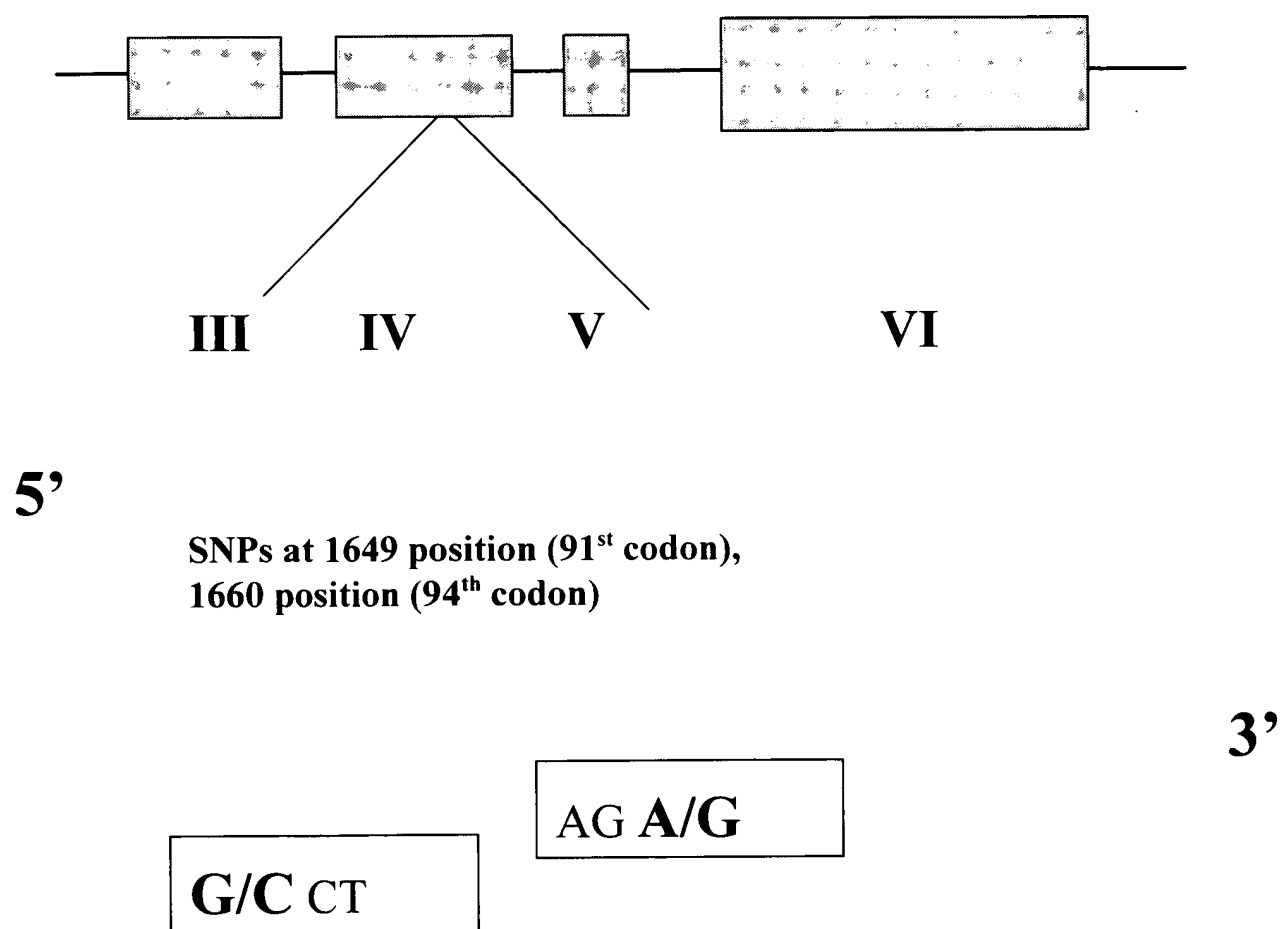 III IV V VI
5’
SNPs at 1649 position (91st codon),
1660 position (94th codon)
3’
AG A/G
G/C CT